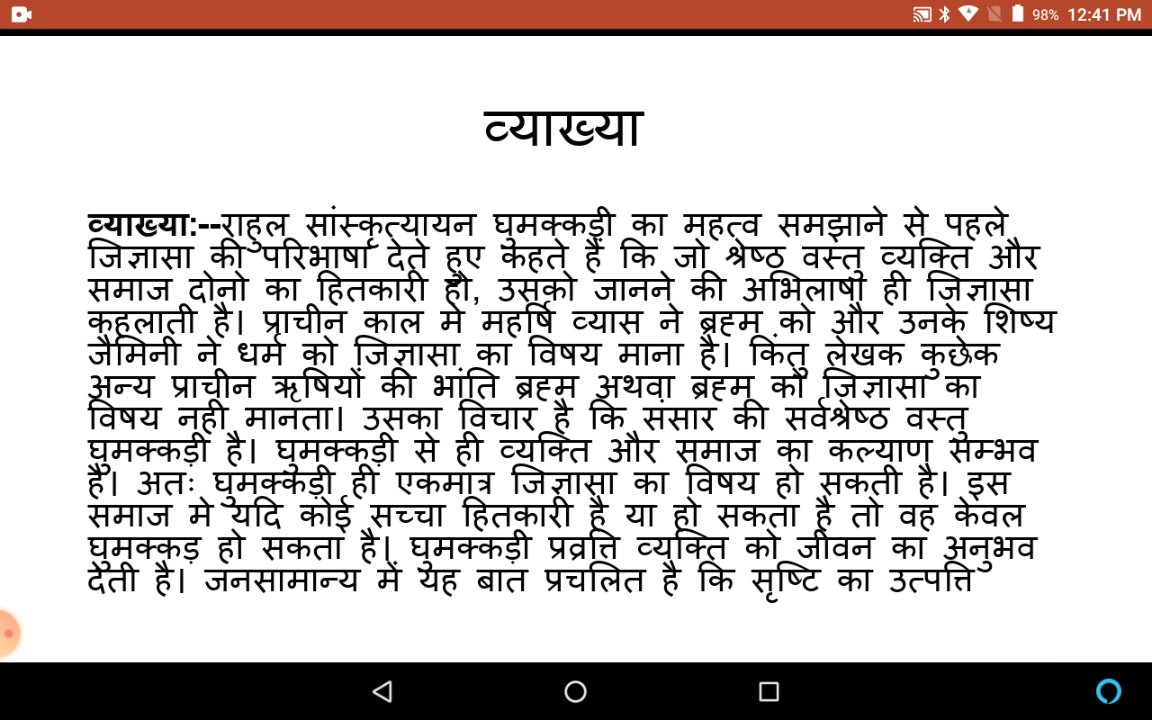 98% 12:41 PM
व्याख्या
व्याख्या:--राहुल सांस्कृत्यायन घुमक्कड़ी का महत्व समझाने से पहले
जिज्ञासा की परिभाषा देते हुए कहते हैं कि जो श्रेष्ठ वस्तु व्यक्ति और
समाज दोनो का हितकारी हो, उसको जानने की अभिलाषा ही जिज्ञासा
कहलाती है। प्राचीन काल मे महर्षि व्यास ने ब्रह्म को और उनके शिष्य
जैमिनी ने धर्म को जिज्ञासा का विषय माना है। किंतु लेखक कुछेक
अन्य प्राचीन ऋषियों की भांति ब्रह्म अथवा ब्रह्म को जिज्ञासा का
विषय नही मानता। उसका विचार है कि संसार की सर्वश्रेष्ठ वस्तु
घुमक्कड़ी है। घुमक्कड़ी से ही व्यक्ति और समाज का कल्याण सम्भव
है। अतः घुमक्कड़ी ही एकमात्र जिज्ञासा का विषय हो सकती है। इस
समाज मे यदि कोई सच्चा हितकारी है या हो सकता है तो वह केवल
घुमक्कड़ हो सकता है। घुमक्कड़ी प्रव्रत्ति व्यक्ति को जीवन का अनुभव
देती है। जनसामान्य में यह बात प्रचलित है कि सृष्टि का उत्पत्ति